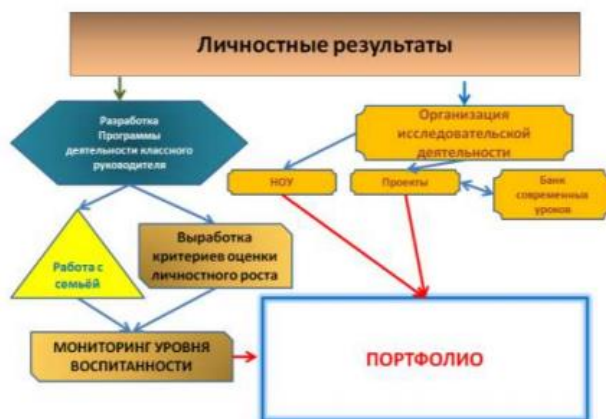 Личностные результаты
Разработка
Программы
деятельности классного
руководителя
Организация
исследовательской
деятельности
НОУ
Проекты
Банк
современных
уроков
Работа с
семьёй
Выработка
критериев оценки
личностного роста
МОНИТОРИНГ УРОВНЯ
ВОСПИТАННОСТИ
ПОРТФОЛИО